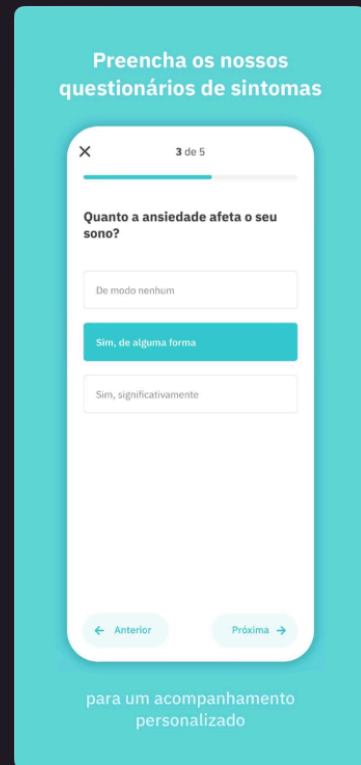 Preencha os nossos
questionários de sintomas
3 de 5
Quanto a ansiedade afeta o seu
sono?
De modo nenhum
Sim, de alguma forma
Sim, significativamente
Anterior
Próxima
para um acompanhamento
personalizado